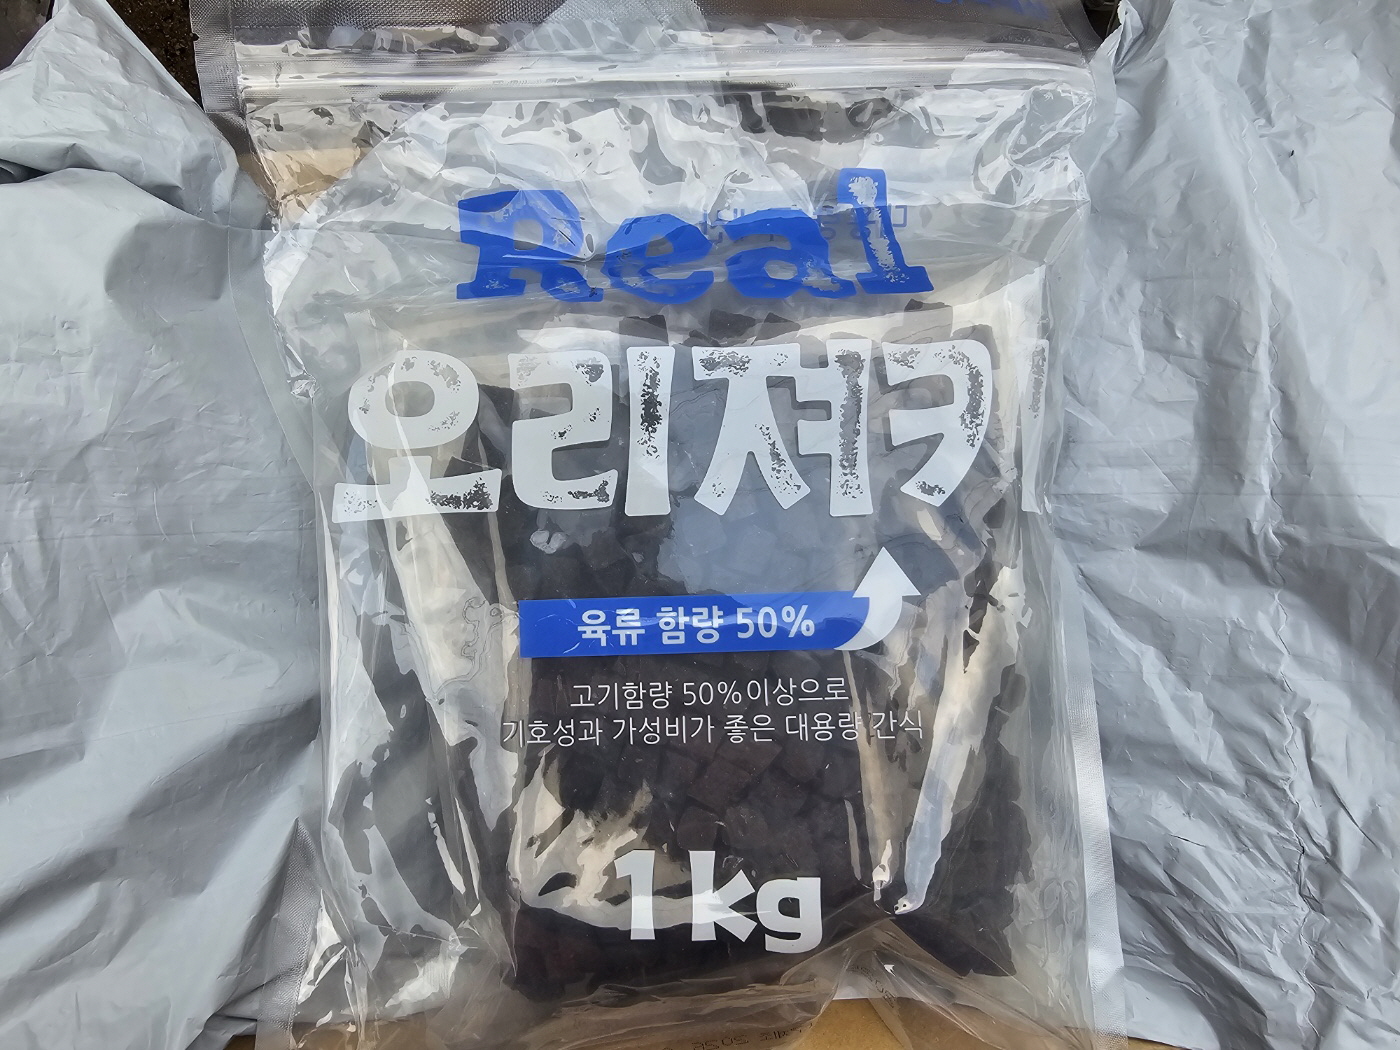 Real
오리져키
육류 함량 50%
고기함량 50%이상으로
기호성과 가성비가 좋은 대용량 간식
1kg